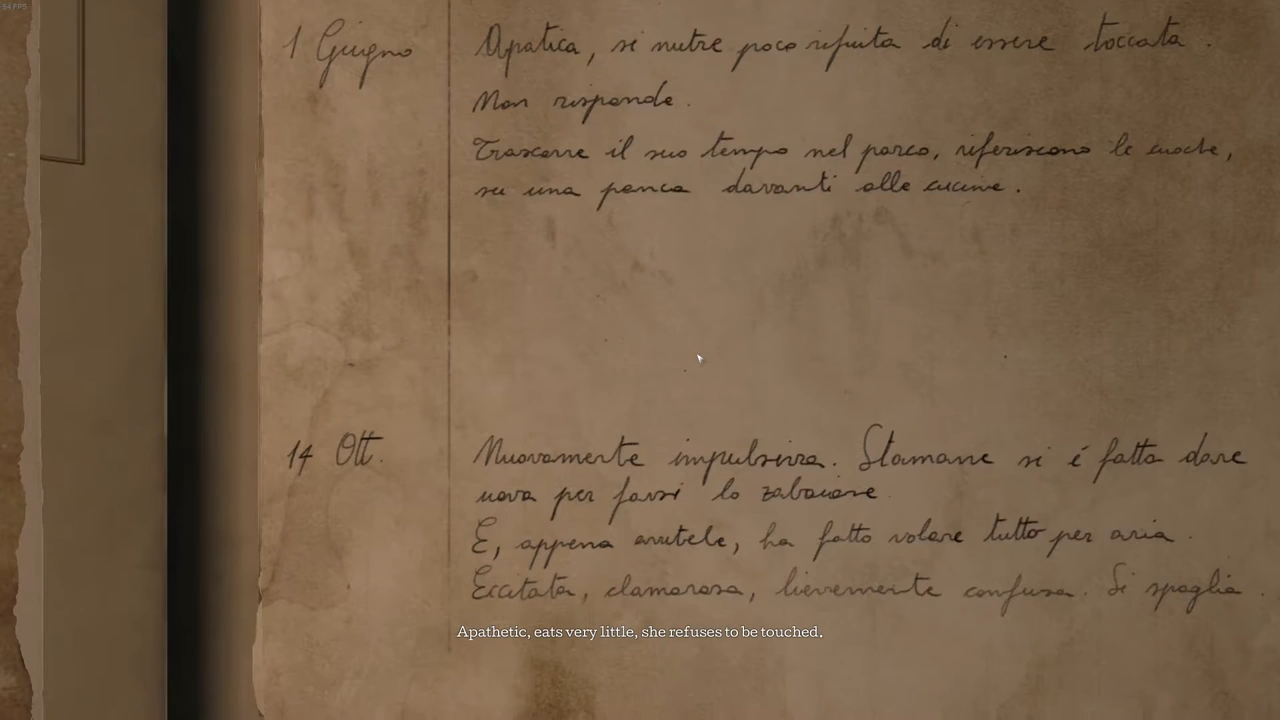 54 FPS
1 Giugno
Apatica, si nutre poco rifiuta di essere toccata.
Non risponde.
Trascorre il suo tempo nel parco, riferiscono le cuoche,
su una panca davanti alle cucine.
14 Ott.
Nuovamente impulsiva. Stamane si é fatta dare
uova per farsi lo zabaione.
E, appena avutele, ha fatto volare tutto per aria.
Eccitata, clamorosa, lievemente confusa. Si spoglia.
Apathetic, eats very little, she refuses to be touched.